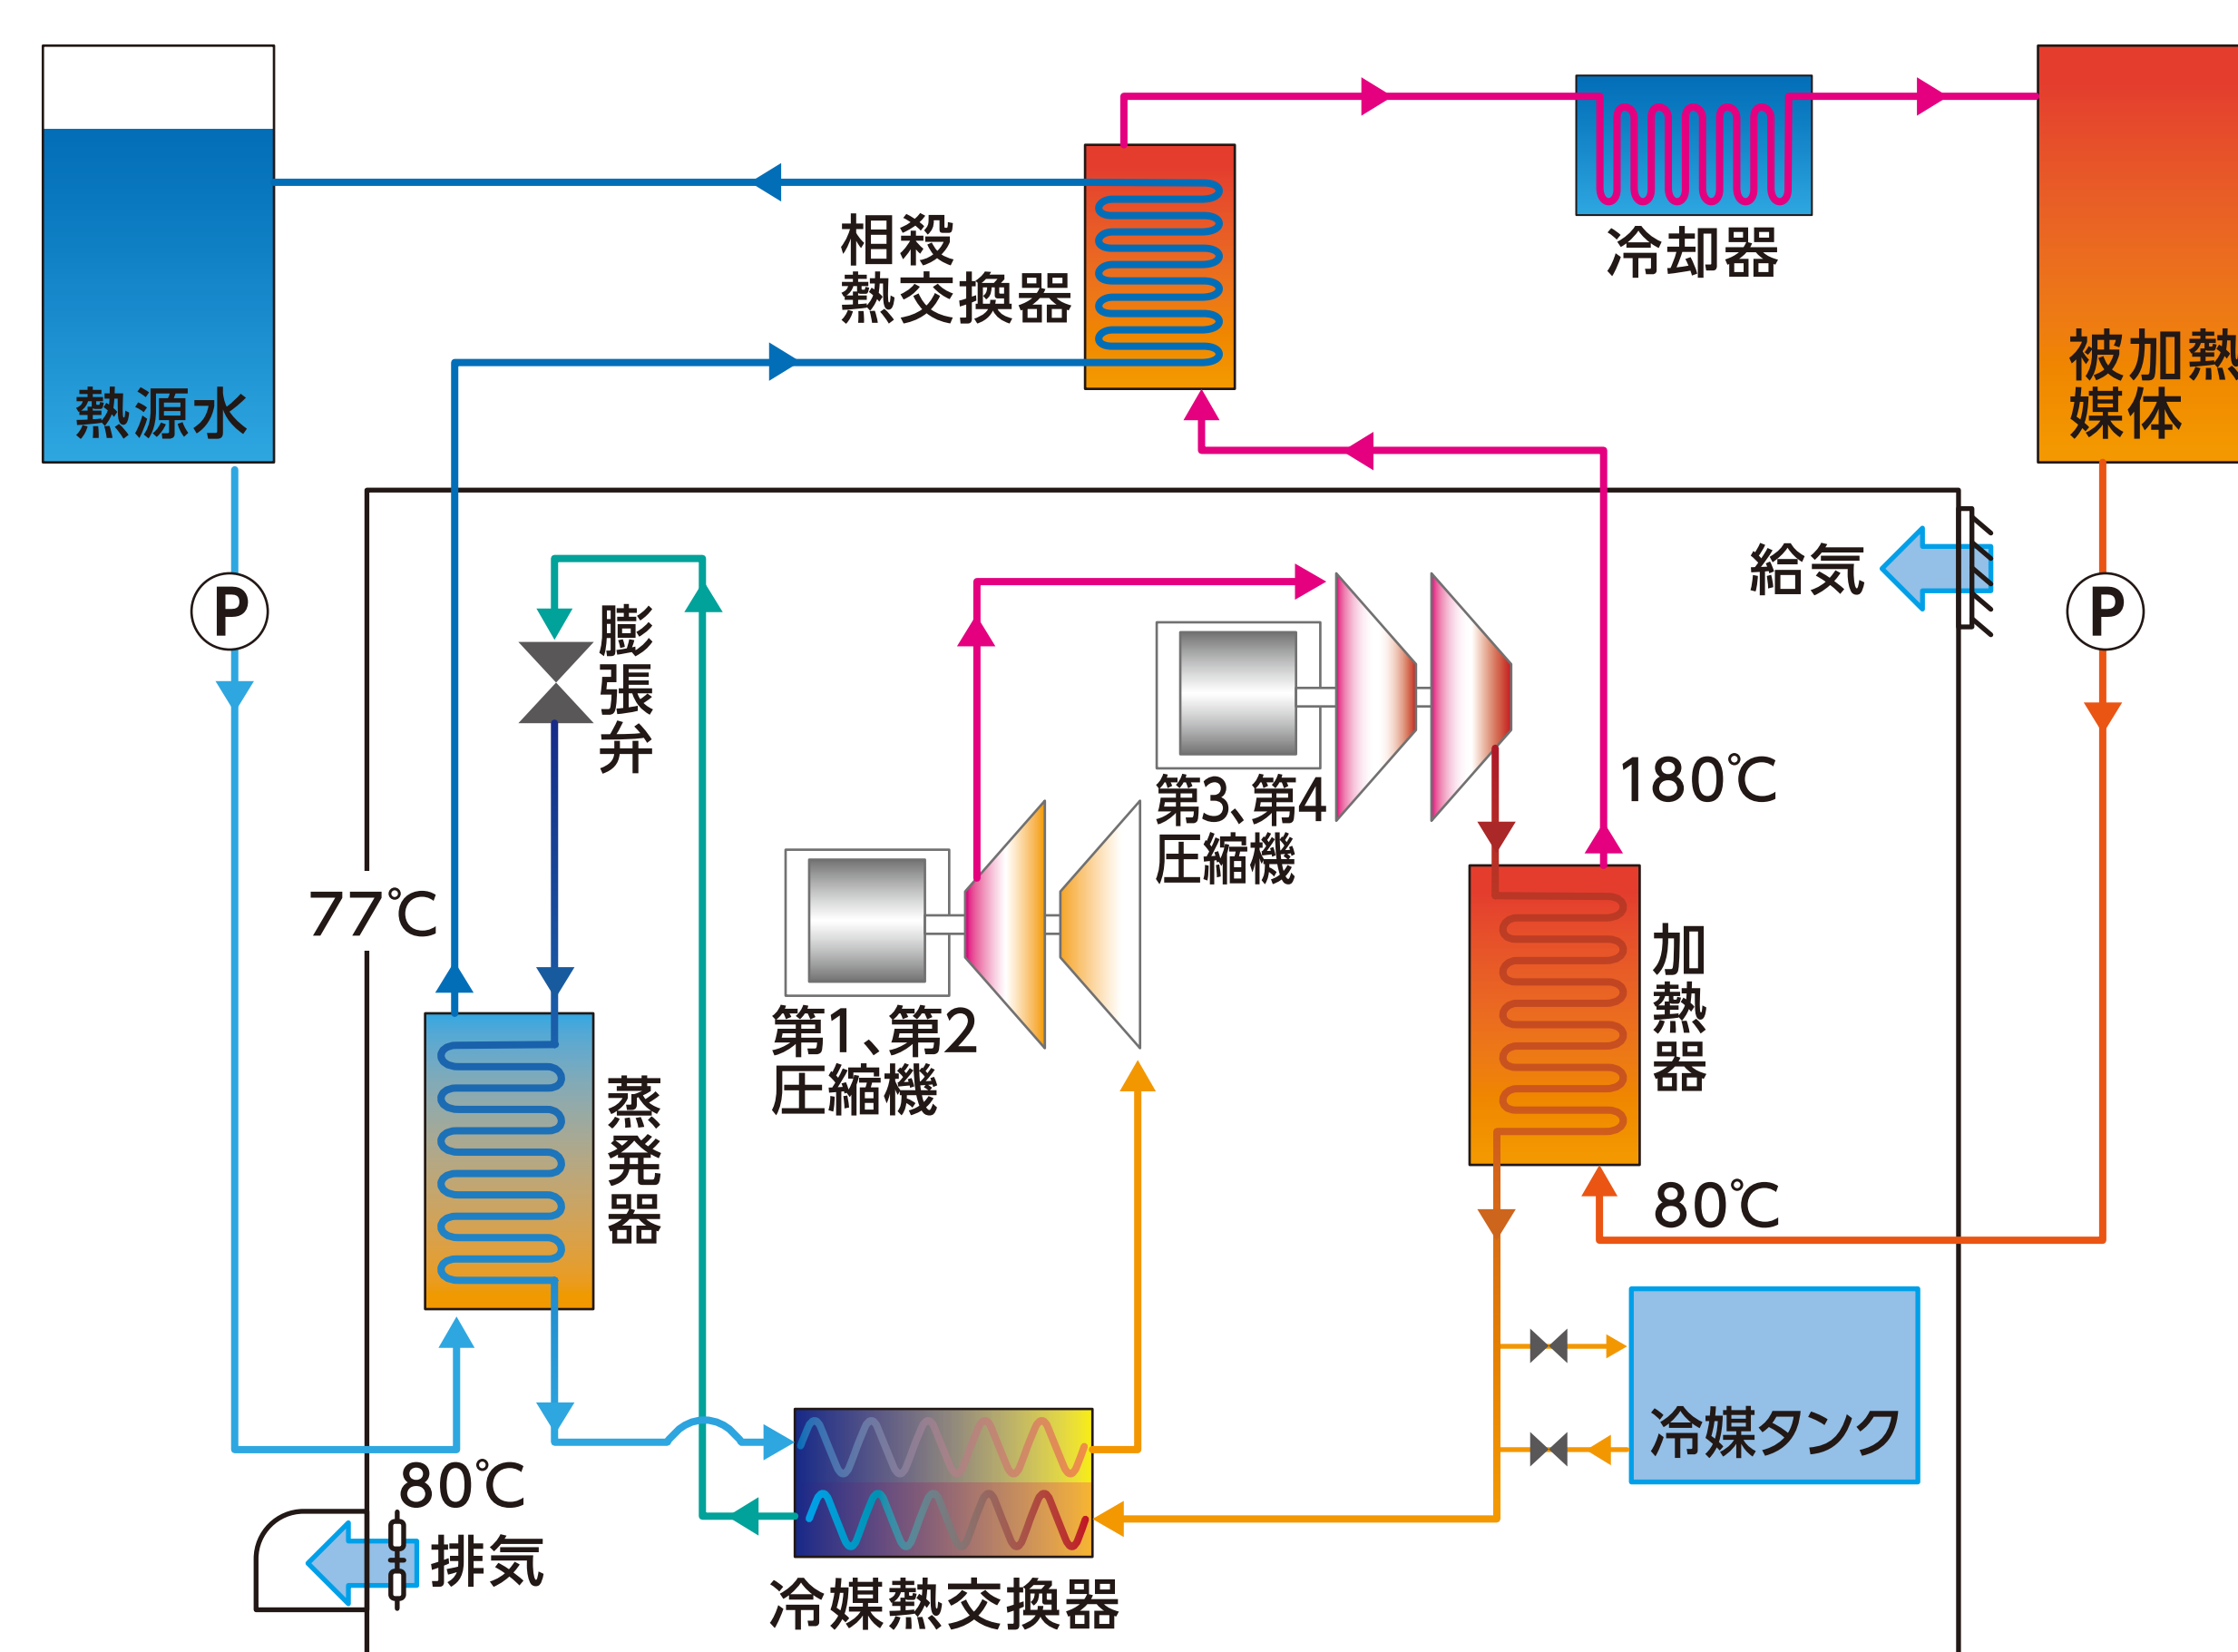 冷却器
相殺
熱交換器
被加熱
媒体
熱源水
給気
P
P
膨張弁
180℃
第3、第4
圧縮機
77℃
加熱器
第1、第2
圧縮機
蒸発器
80℃
冷媒タンク
80℃
排気
冷媒熱交換器